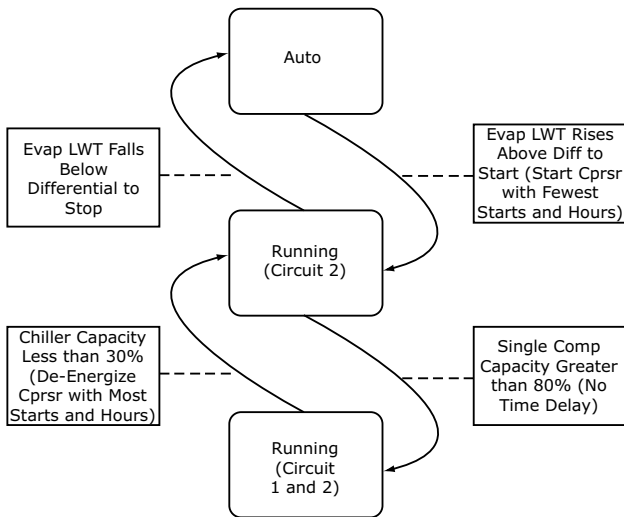 Auto
Evap LWT Falls
Below
Differential to
Stop
Evap LWT Rises
Above Diff to
Start (Start Cprsr
with Fewest
Starts and Hours)
Running
(Circuit 2)
Chiller Capacity
Less than 30%
(De-Energize
Cprsr with Most
Starts and Hours)
Single Comp
Capacity Greater
than 80% (No
Time Delay)
Running
(Circuit
1 and 2)